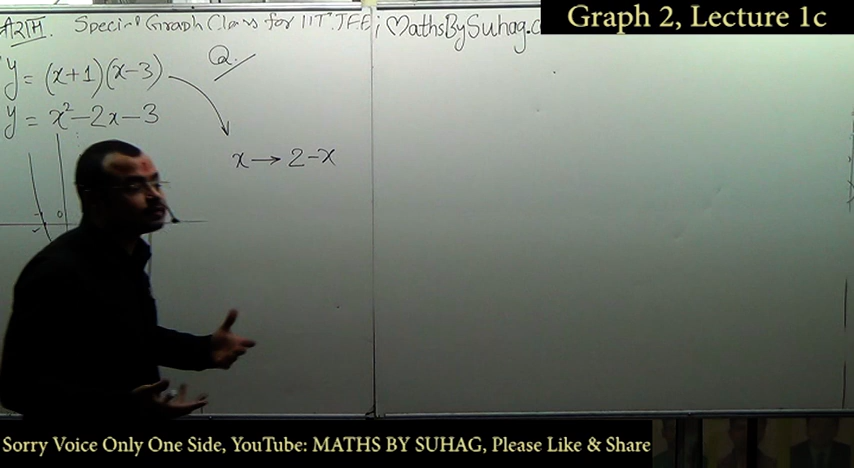 Graph 2, Lecture 1c
Special Graph Class for IIT JEE ; MathsBySuhag.c
y = (x+1)(x-3)
Q.
y = x²-2x-3
x → 2-x
0
Sorry Voice Only One Side, YouTube: MATHS BY SUHAG, Please Like & Share